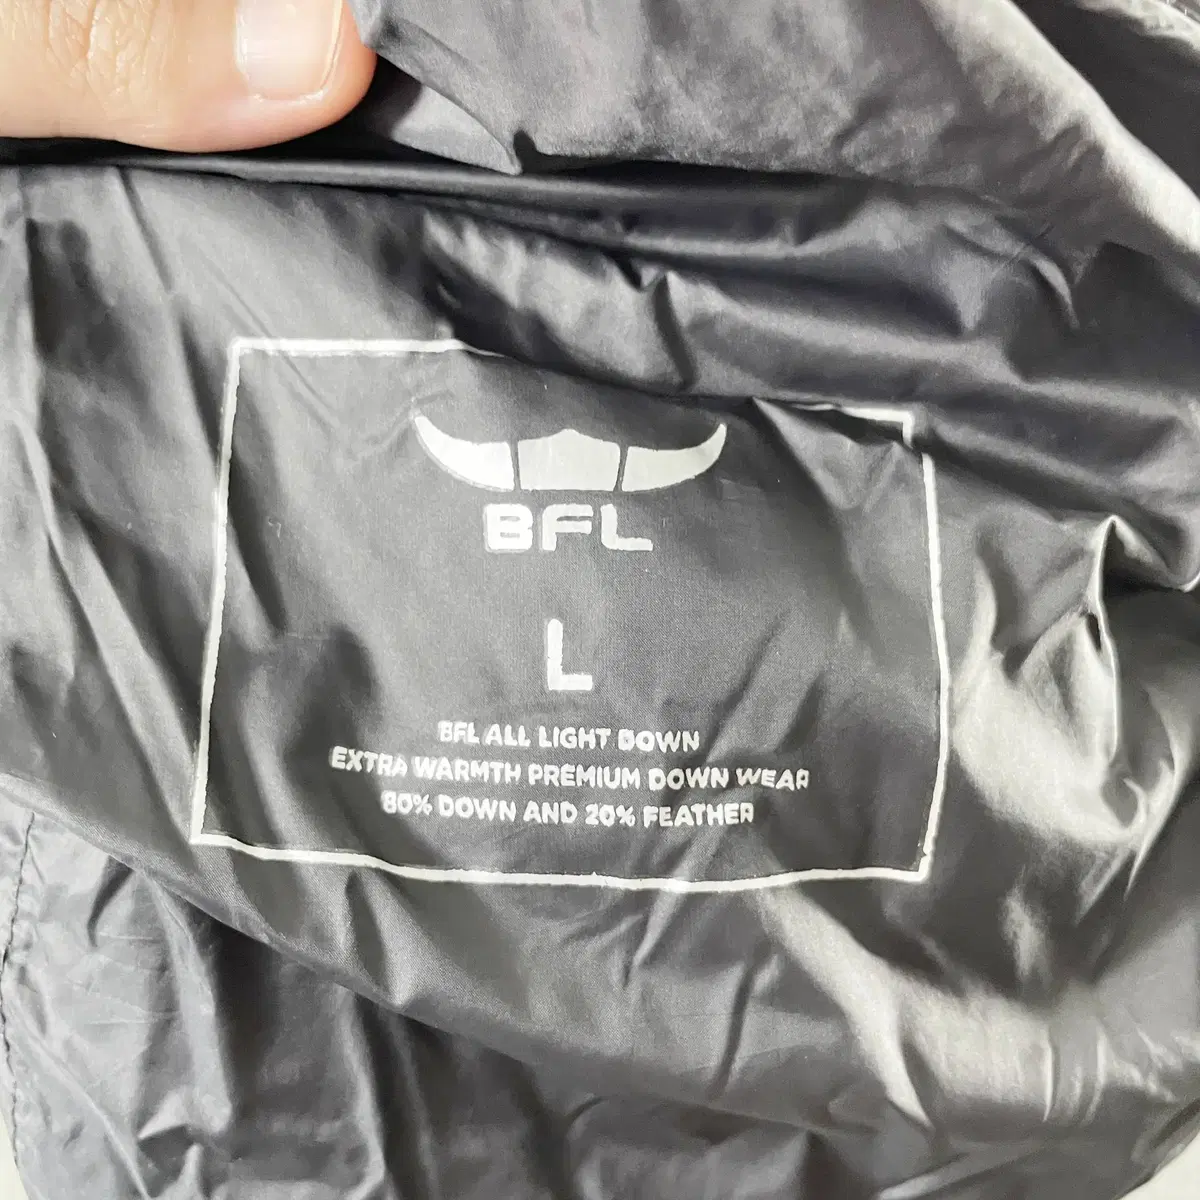 BFL
L
BFL ALL LIGHT DOWN
EXTRA WARMTH PREMIUM DOWN WEAR
80% DOWN AND 20% FEATHER